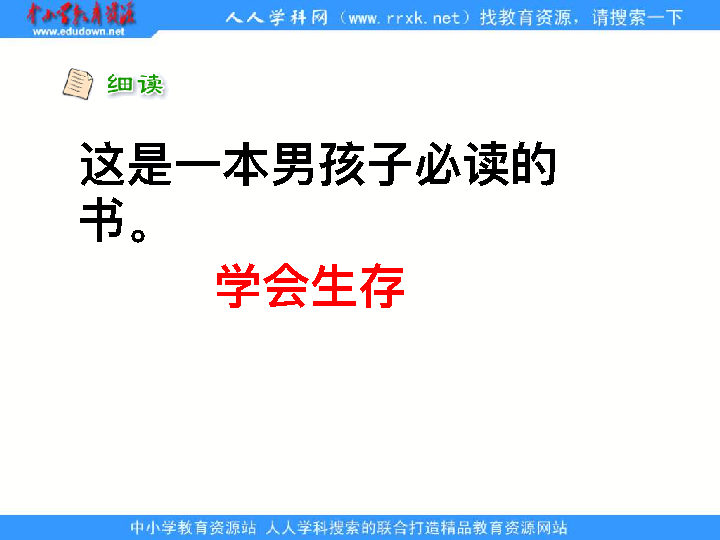 中小学教育资源
www.edudown.net
人人学科网（www.rrxk.net）找教育资源，请搜索一下
细读
这是一本男孩子必读的
书。
学会生存
中小学教育资源站 人人学科搜索的联合打造精品教育资源网站